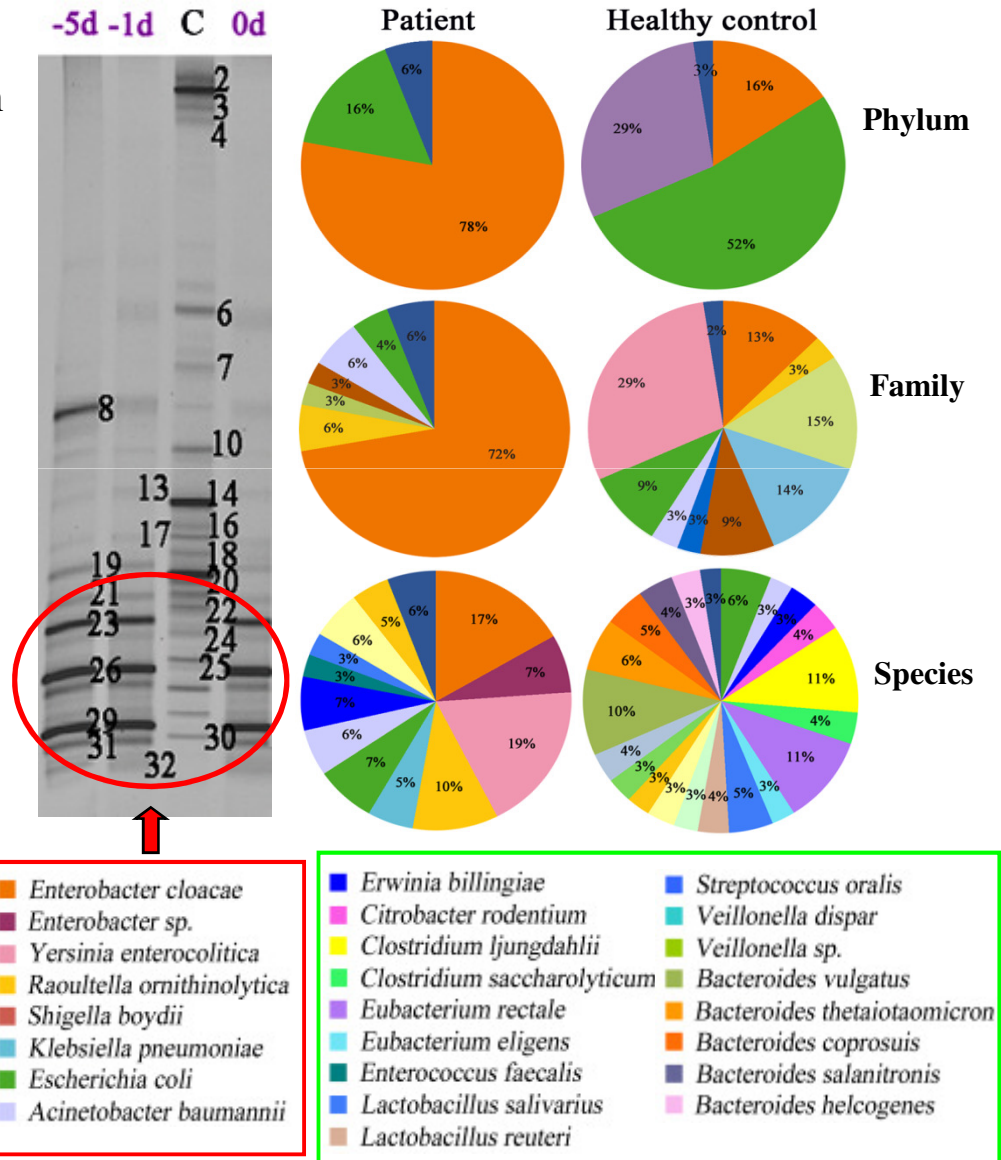 -5d -1d C 0d
Patient
Healthy control
2
3
4
6
7
8
10
13
14
17
16
18
19
20
21
22
23
24
26
25
29
30
31
32
6%
16%
78%
3%
16%
29%
52%
Phylum
6%
4%
6%
3%
3%
6%
72%
2%
13%
3%
29%
15%
14%
9%
3%
3%
9%
Family
6%
17%
5%
6%
3%
3%
7%
7%
6%
19%
7%
5%
10%
3%
6%
3%
3%
4%
3%
4%
5%
6%
11%
10%
4%
4%
11%
3%
3%
3%
3%
4%
5%
3%
Species
Enterobacter cloacae
Enterobacter sp.
Yersinia enterocolitica
Raoultella ornithinolytica
Shigella boydii
Klebsiella pneumoniae
Escherichia coli
Acinetobacter baumannii
Erwinia billingiae
Citrobacter rodentium
Clostridium ljungdahlii
Clostridium saccharolyticum
Eubacterium rectale
Eubacterium eligens
Enterococcus faecalis
Lactobacillus salivarius
Lactobacillus reuteri
Streptococcus oralis
Veillonella dispar
Veillonella sp.
Bacteroides vulgatus
Bacteroides thetaiotaomicron
Bacteroides coprosuis
Bacteroides salanitronis
Bacteroides helcogenes